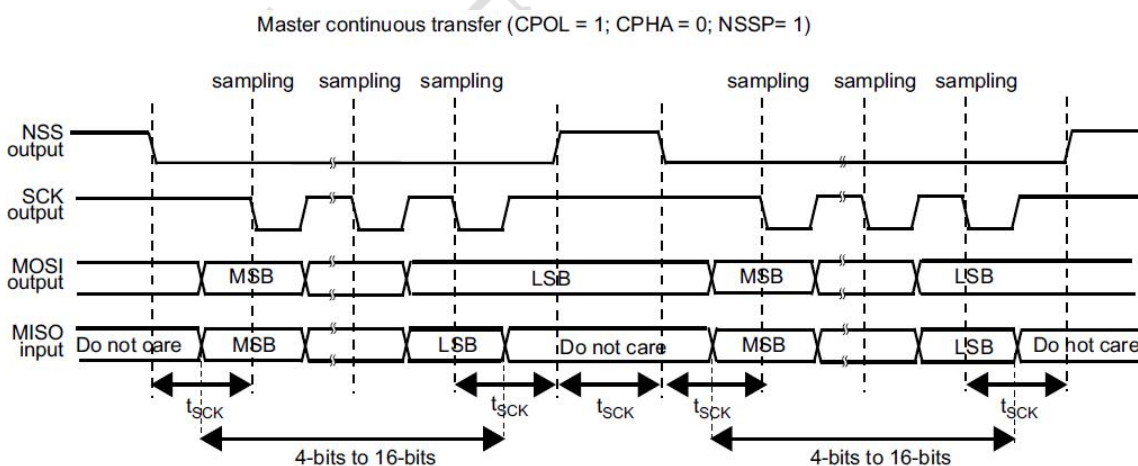 Master continuous transfer (CPOL = 1; CPHA = 0; NSSP= 1)
sampling sampling sampling sampling sampling sampling
NSS
output
SCK
output
MOSI
output
MSB LSB MSB LSB
MISO
input
Do not care MSB LSB Do not care MSB LSB Do not care
tSCK tSCK tSCK tSCK tSCK
4-bits to 16-bits 4-bits to 16-bits